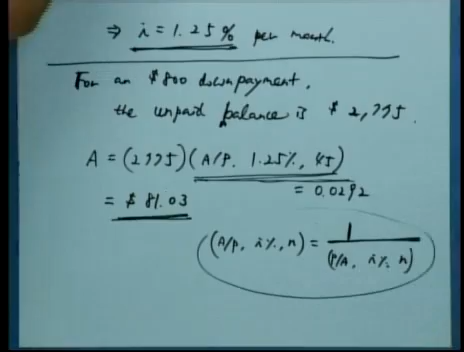 ⇒ i = 1.25% per month.
For an $800 down payment,
the unpaid balance is $ 2,775.
A = (2775)(A/P, 1.25%, 45)
= 0.0292
= $ 81.03
(A/P, i%, n) = 1
(P/A, i%, n)